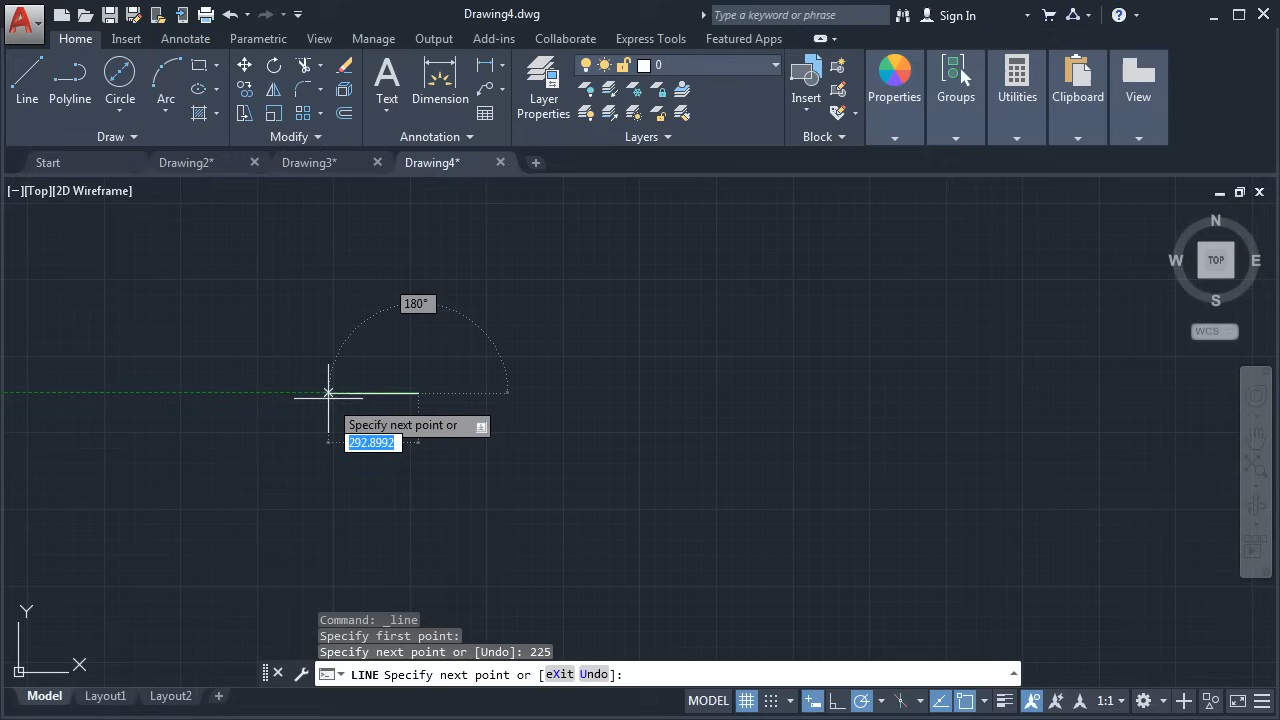 Drawing4.dwg
Type a keyword or phrase
Sign In
Home Insert Annotate Parametric View Manage Output Add-ins Collaborate Express Tools Featured Apps
Line Polyline Circle Arc
Text Dimension
Layer
Properties
0
Insert
Properties Groups Utilities Clipboard View
Draw Modify Annotation Layers Block
Start Drawing2* Drawing3* Drawing4*
[−][Top][2D Wireframe]
N
W TOP E
S
WCS
180°
Specify next point or
292.8992
Y
X
Command: _line
Specify first point:
Specify next point or [Undo]: 225
LINE Specify next point or [eXit Undo]:
Model Layout1 Layout2
MODEL 1:1